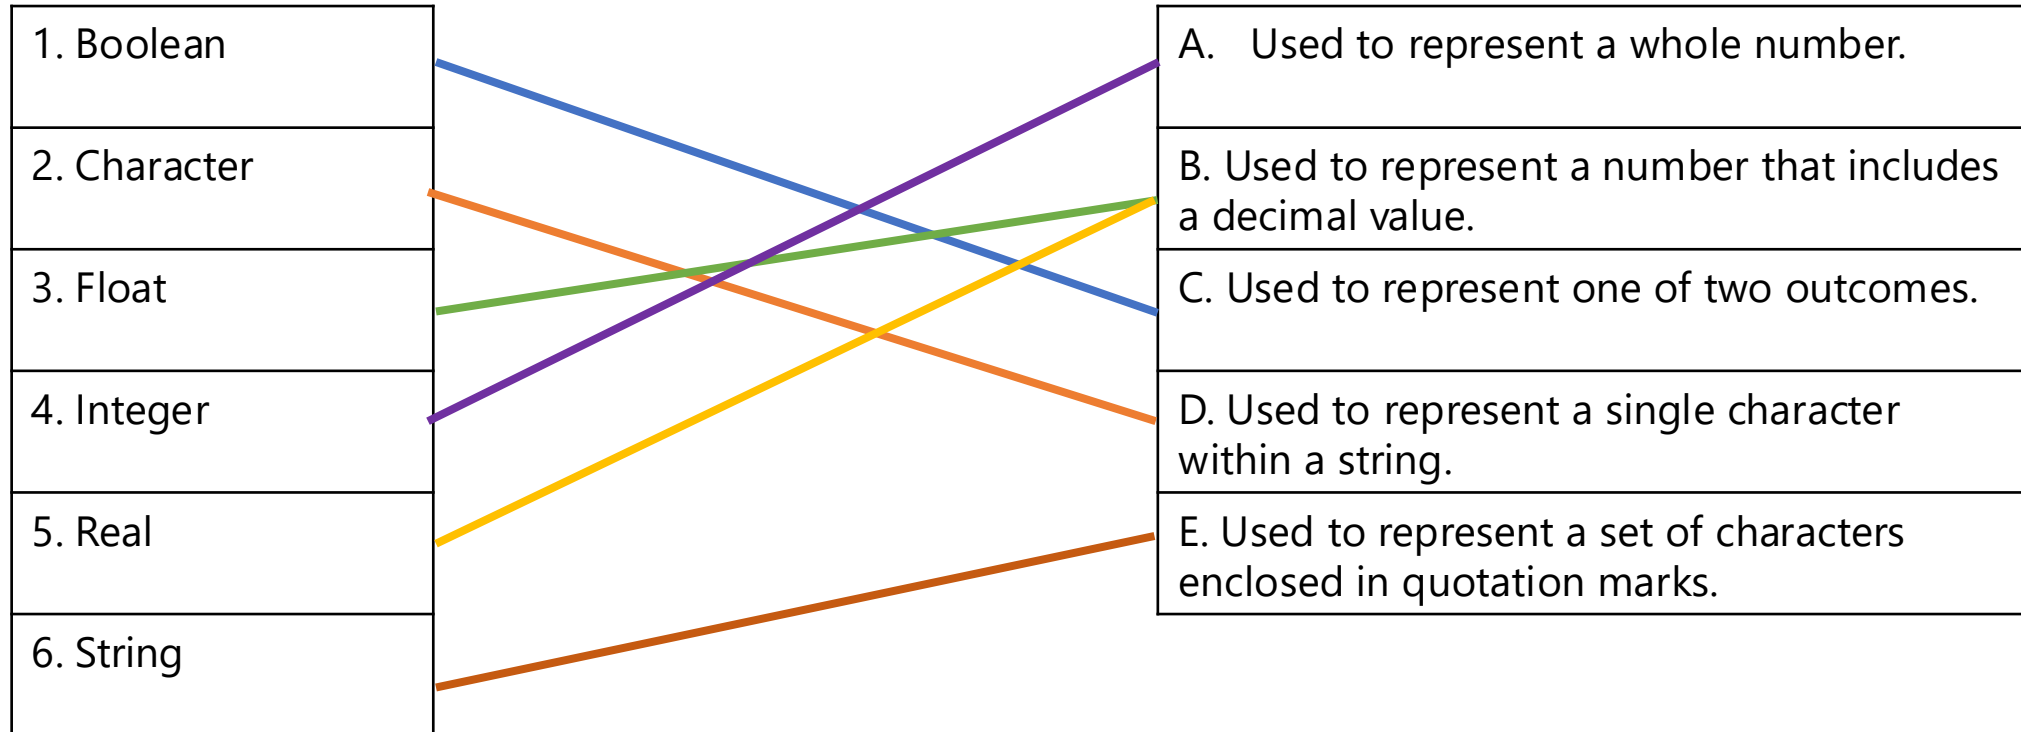 1. Boolean
2. Character
3. Float
4. Integer
5. Real
6. String
A. Used to represent a whole number.
B. Used to represent a number that includes
a decimal value.
C. Used to represent one of two outcomes.
D. Used to represent a single character
within a string.
E. Used to represent a set of characters
enclosed in quotation marks.